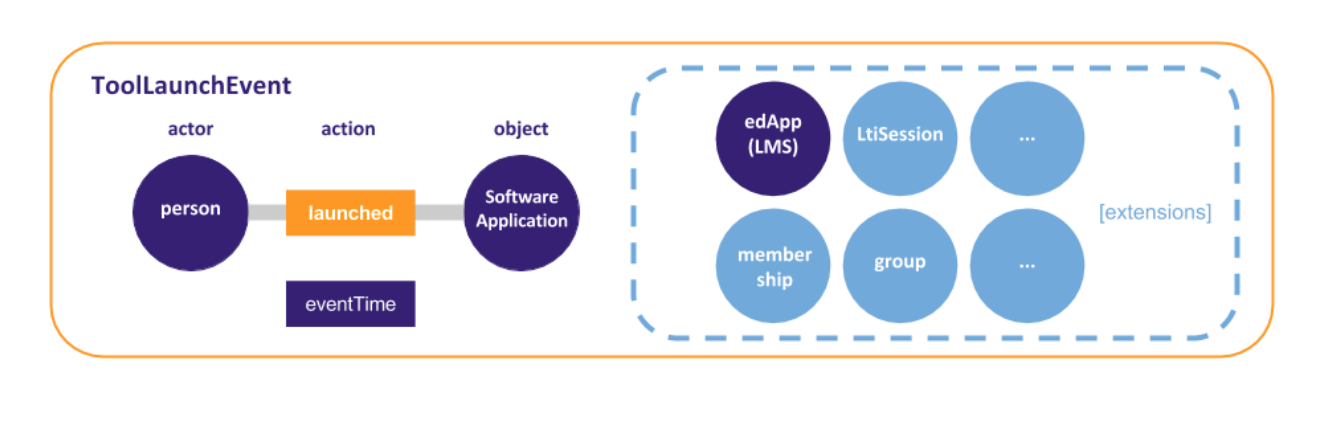 ToolLaunchEvent
actor
action
object
person
launched
Software
Application
eventTime
edApp
(LMS)
LtiSession
...
member
ship
group
...
[extensions]